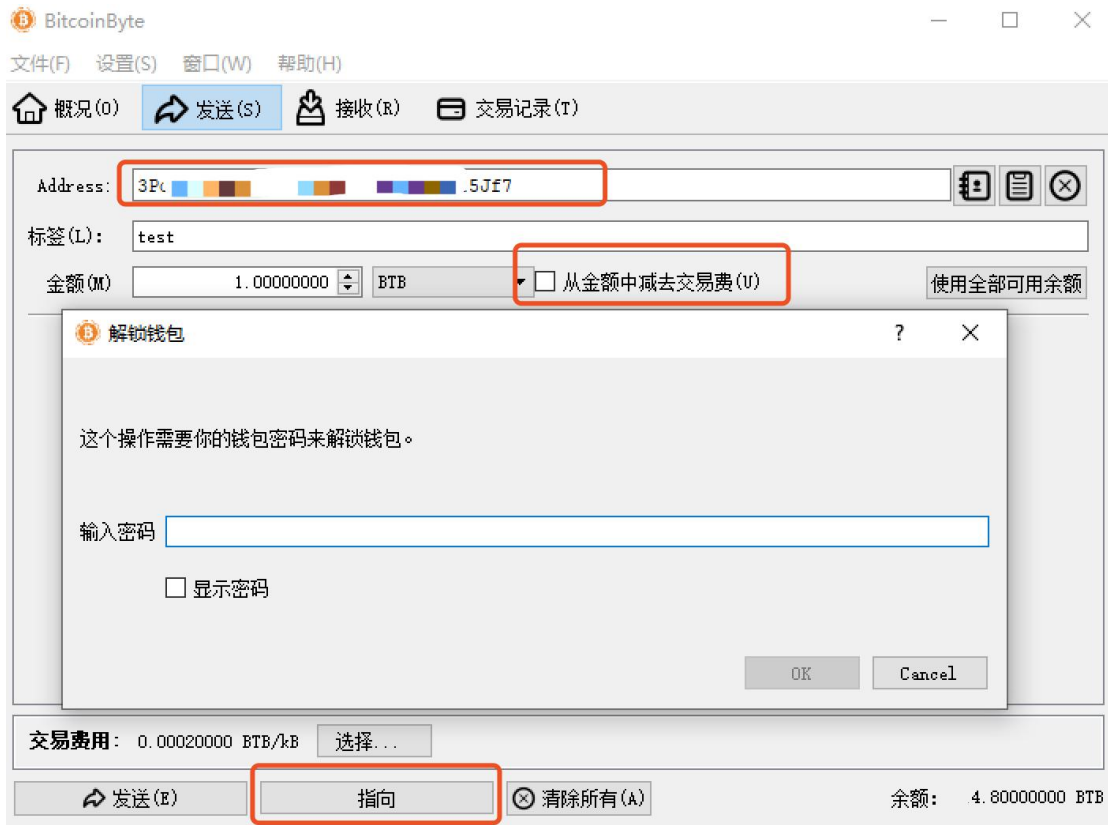 BitcoinByte
文件(F) 设置(S) 窗口(W) 帮助(H)
概况(O) 发送(S) 接收(R) 交易记录(T)
Address: 3P 5Jf7
标签(L): test
金额(M) 1.00000000 BTB 从金额中减去交易费(U) 使用全部可用余额
解锁钱包 ?
这个操作需要你的钱包密码来解锁钱包。
输入密码
显示密码
OK Cancel
交易费用: 0.00020000 BTB/kB 选择...
发送(E) 指向 清除所有(A) 余额: 4.80000000 BTB